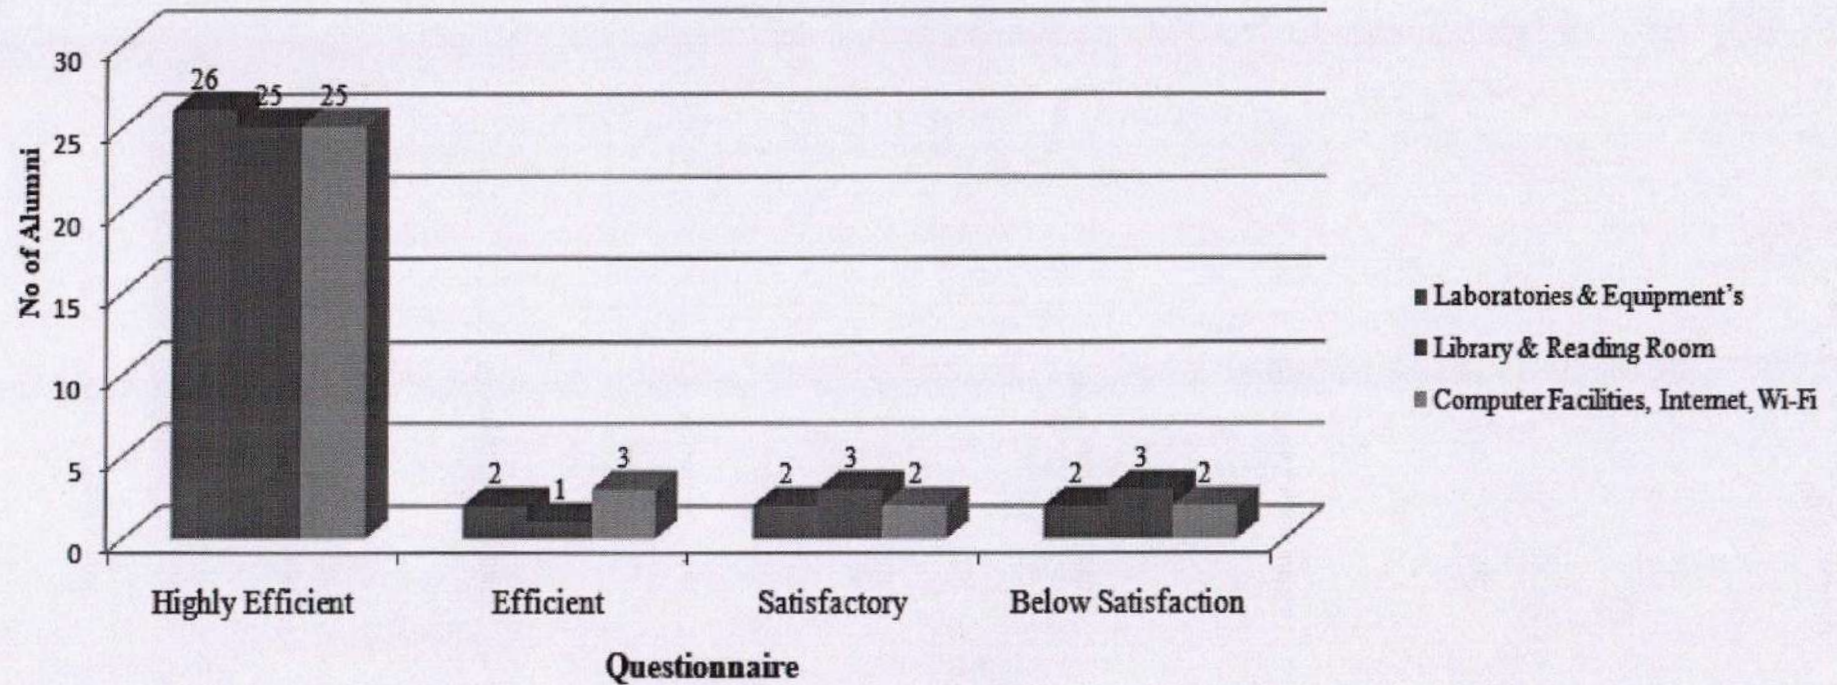 30
25
20
15
10
5
0
No of Alumni
26
25
25
2
1
3
2
3
2
2
3
2
Highly Efficient
Efficient
Satisfactory
Below Satisfaction
Questionnaire
Laboratories & Equipment's
Library & Reading Room
Computer Facilities, Internet, Wi-Fi